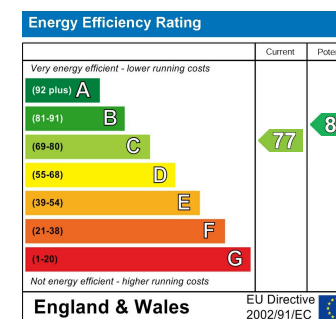 Energy Efficiency Rating
Current
Very energy efficient - lower running costs
(92 plus) A
(81-91) B
(69-80) C
77
(55-68) D
(39-54) E
(21-38) F
(1-20) G
Not energy efficient - higher running costs
England & Wales
EU Directive
2002/91/EC